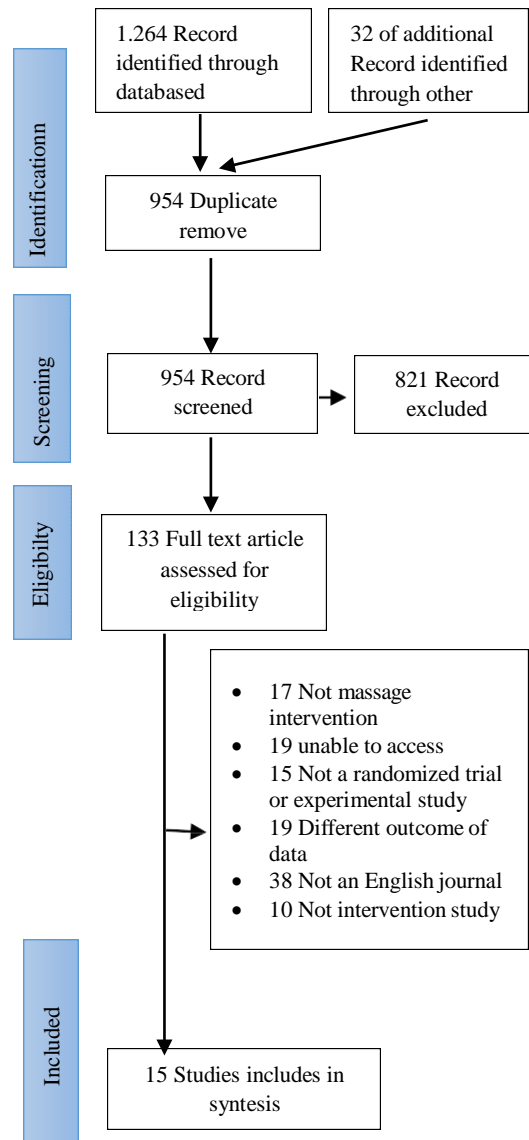 1.264 Record
identified through
databased
32 of additional
Record identified
through other
Identificationn
954 Duplicate
remove
Screening
954 Record
screened
821 Record
excluded
Eligibilty
133 Full text article
assessed for
eligibility
• 17 Not massage
intervention
• 19 unable to access
• 15 Not a randomized trial
or experimental study
• 19 Different outcome of
data
• 38 Not an English journal
• 10 Not intervention study
Included
15 Studies includes in
syntesis